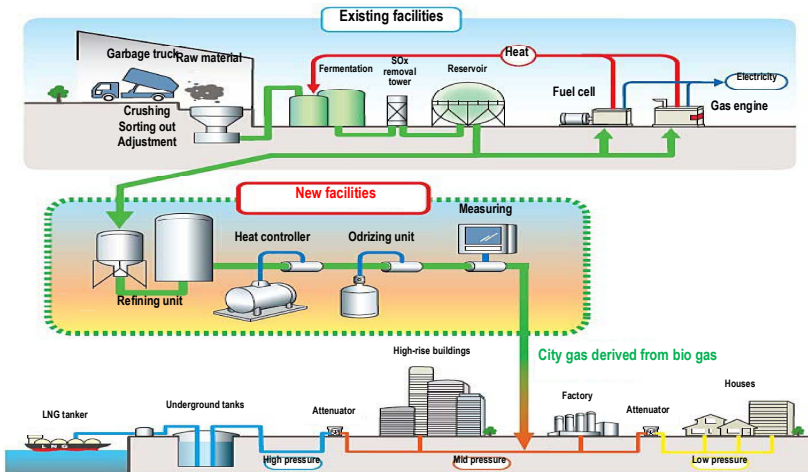 Existing facilities
Garbage truck
Raw material
Crushing
Sorting out
Adjustment
Fermentation
SOx
removal
tower
Reservoir
Heat
Fuel cell
Electricity
Gas engine
New facilities
Refining unit
Heat controller
Odrizing unit
Measuring
City gas derived from bio gas
LNG tanker
Underground tanks
Attenuator
High-rise buildings
Factory
Attenuator
Houses
High pressure
Mid pressure
Low pressure